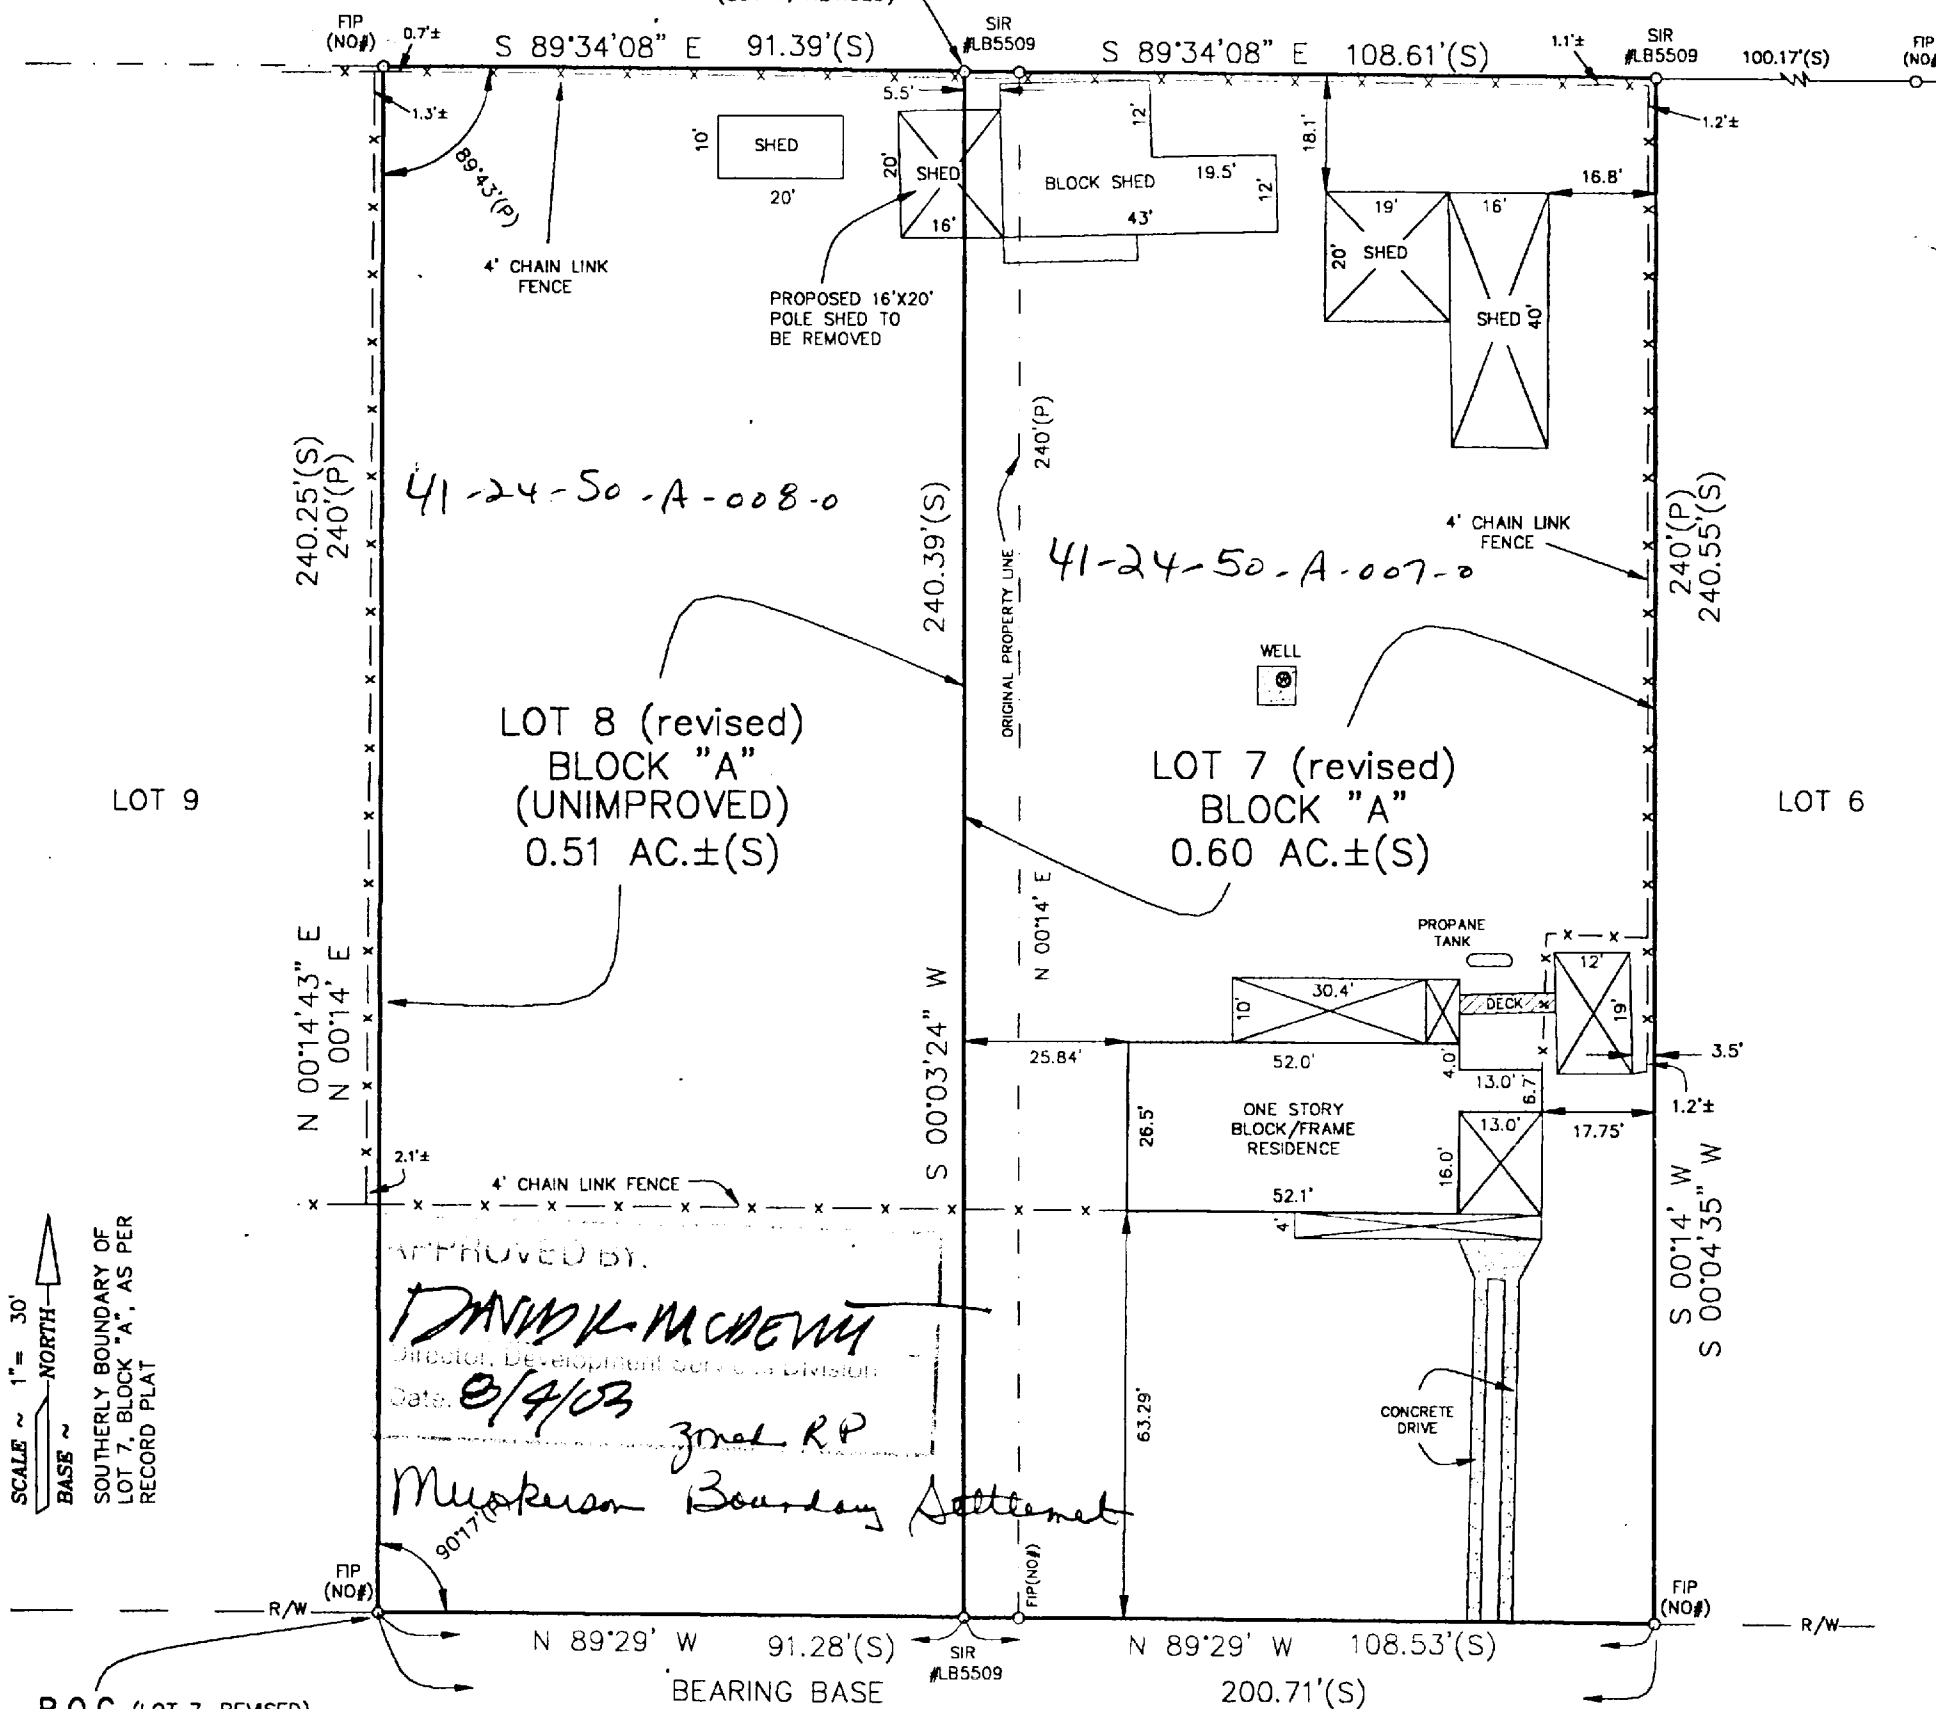 FIP
(NO#)
0.7'±
S 89°34'08" E 91.39'(S)
SIR
#LB5509
S 89°34'08" E 108.61'(S)
1.1'±
SIR
#LB5509
100.17'(S)
FIP
1.3'±
89°43'(P)
5.5'
10'
SHED
20'
20'
SHED
16'
12'
BLOCK SHED
19.5'
12'
43'
18.1'
16.8'
1.2'±
19'
20'
SHED
16'
SHED
40'
4' CHAIN LINK
FENCE
PROPOSED 16'X20'
POLE SHED TO
BE REMOVED
240'(P)
240.25'(S)
240'(P)
41-24-50-A-008-0
240.39'(S)
ORIGINAL PROPERTY LINE
41-24-50-A-007-0
4' CHAIN LINK
FENCE
240'(P)
240.55'(S)
WELL
LOT 8 (revised)
BLOCK "A"
(UNIMPROVED)
0.51 AC.±(S)
LOT 7 (revised)
BLOCK "A"
0.60 AC.±(S)
LOT 9
LOT 6
N 00°14'43" E
N 00°14' E
S 00°03'24" W
N 00°14' E
PROPANE
TANK
12'
30.4'
10'
DECK
19'
25.84'
52.0'
4.0'
13.0'
6.7'
3.5'
1.2'±
26.5'
ONE STORY
BLOCK/FRAME
RESIDENCE
13.0'
16.0'
17.75'
52.1'
4'
S 00°14' W
S 00°04'35" W
2.1'±
4' CHAIN LINK FENCE
SCALE ~ 1"= 30'
NORTH
BASE ~
SOUTHERLY BOUNDARY OF
LOT 7, BLOCK "A", AS PER
RECORD PLAT
APPROVED BY:
Director, Development Services Division
Date: 8/4/03
zoned RP
Boundary Settlemet
63.29'
CONCRETE
DRIVE
90°17'(P)
FIP
(NO#)
FIP(NO#)
FIP
(NO#)
R/W
R/W
N 89°29' W 91.28'(S)
SIR
#LB5509
N 89°29' W 108.53'(S)
BEARING BASE 200.71'(S)